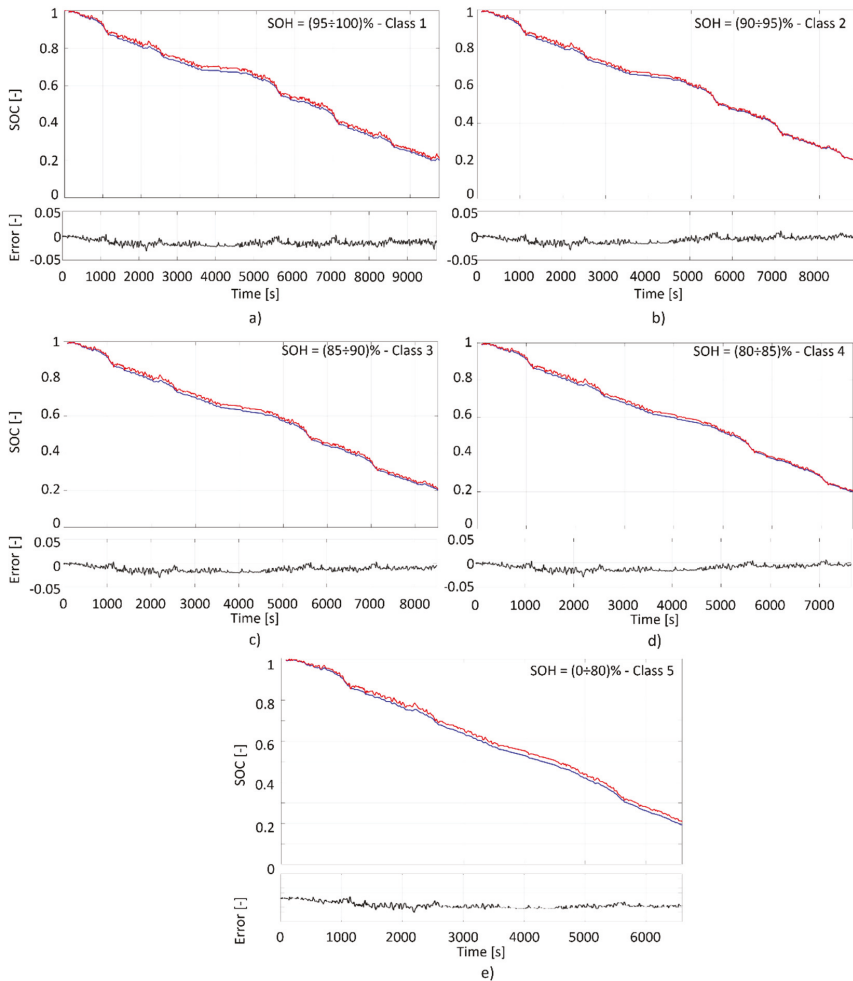 SOH = (95÷100)% - Class 1
1
0.8
0.6
0.4
0.2
0
SOC [-]
0.05
-0.05
Error [-]
0 1000 2000 3000 4000 5000 6000 7000 8000 9000
Time [s]
a)
SOH = (90÷95)% - Class 2
1
0.8
0.6
0.4
0.2
0
SOC [-]
0.05
0
-0.05
Error [-]
0 1000 2000 3000 4000 5000 6000 7000 8000
Time [s]
b)
SOH = (85÷90)% - Class 3
1
0.8
0.6
0.4
0.2
0
SOC [-]
0.05
0
-0.05
Error [-]
0 1000 2000 3000 4000 5000 6000 7000 8000
Time [s]
c)
SOH = (80÷85)% - Class 4
1
0.8
0.6
0.4
0.2
0
SOC [-]
0.05
0
-0.05
Error [-]
0 1000 2000 3000 4000 5000 6000 7000
Time [s]
d)
SOH = (0÷80)% - Class 5
1
0.8
0.6
0.4
0.2
0
SOC [-]
Error [-]
0 1000 2000 3000 4000 5000 6000
Time [s]
e)